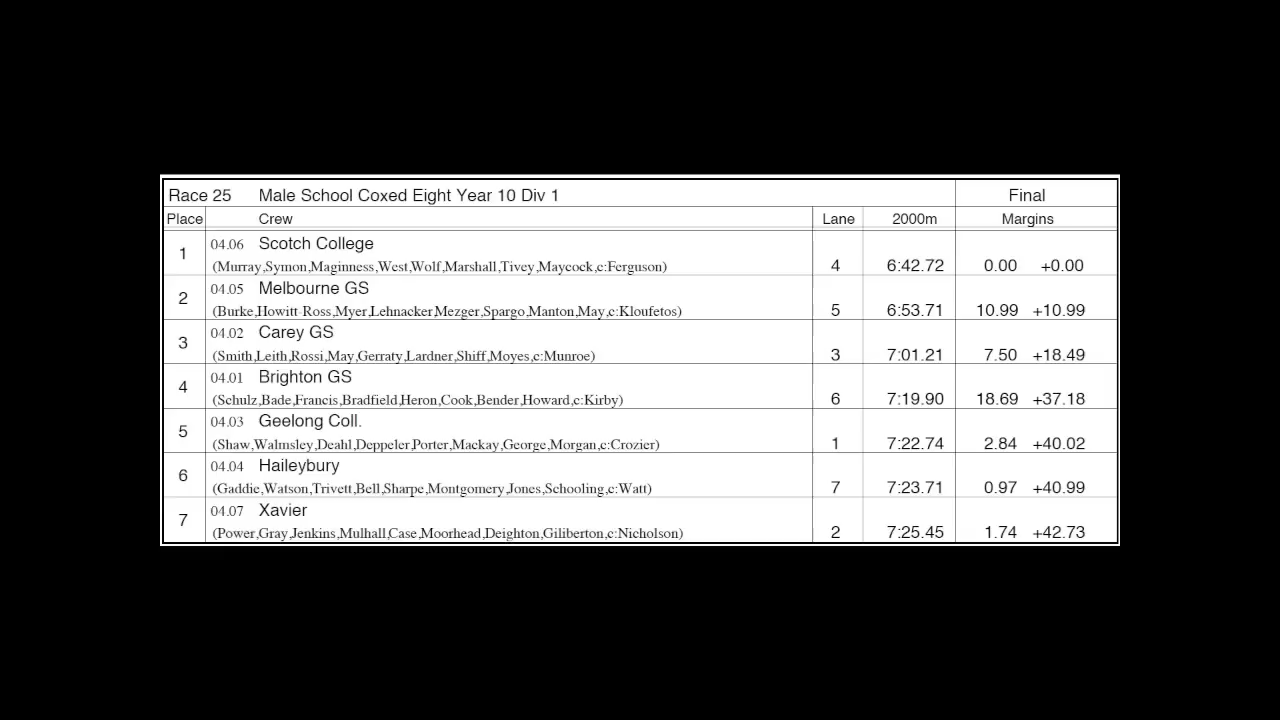 Race 25 Male School Coxed Eight Year 10 Div 1 Final
Place Crew Lane 2000m Margins
1 04.06 Scotch College
(Murray,Symon,Maginness,West,Wolf,Marshall,Tivey,Maycock,c:Ferguson) 4 6:42.72 0.00 +0.00
2 04.05 Melbourne GS
(Burke,Howitt-Ross,Myer,Lehnacker,Mezger,Spargo,Manton,May,c:Kloufetos) 5 6:53.71 10.99 +10.99
3 04.02 Carey GS
(Smith,Leith,Rossi,May,Gerraty,Lardner,Shiff,Moyes,c:Munroe) 3 7:01.21 7.50 +18.49
4 04.01 Brighton GS
(Schulz,Bade,Francis,Bradfield,Heron,Cook,Bender,Howard,c:Kirby) 6 7:19.90 18.69 +37.18
5 04.03 Geelong Coll.
(Shaw,Walmsley,Deahl,Deppeler,Porter,Mackay,George,Morgan,c:Crozier) 1 7:22.74 2.84 +40.02
6 04.04 Haileybury
(Gaddie,Watson,Trivett,Bell,Sharpe,Montgomery,Jones,Schooling,c:Watt) 7 7:23.71 0.97 +40.99
7 04.07 Xavier
(Power,Gray,Jenkins,Mulhall,Case,Moorhead,Deighton,Giliberton,c:Nicholson) 2 7:25.45 1.74 +42.73